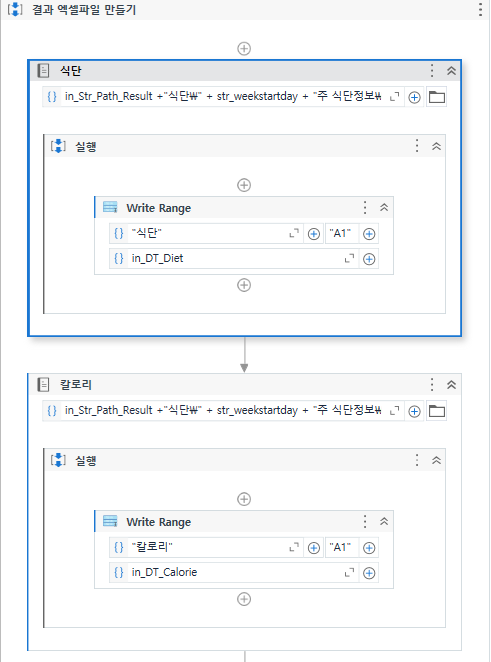 결과 엑셀파일 만들기
식단
in_Str_Path_Result +"식단₩" + str_weekstartday + "주 식단정보₩
실행
Write Range
"식단" "A1"
in_DT_Diet
칼로리
in_Str_Path_Result +"식단₩" + str_weekstartday + "주 식단정보₩
실행
Write Range
"칼로리" "A1"
in_DT_Calorie